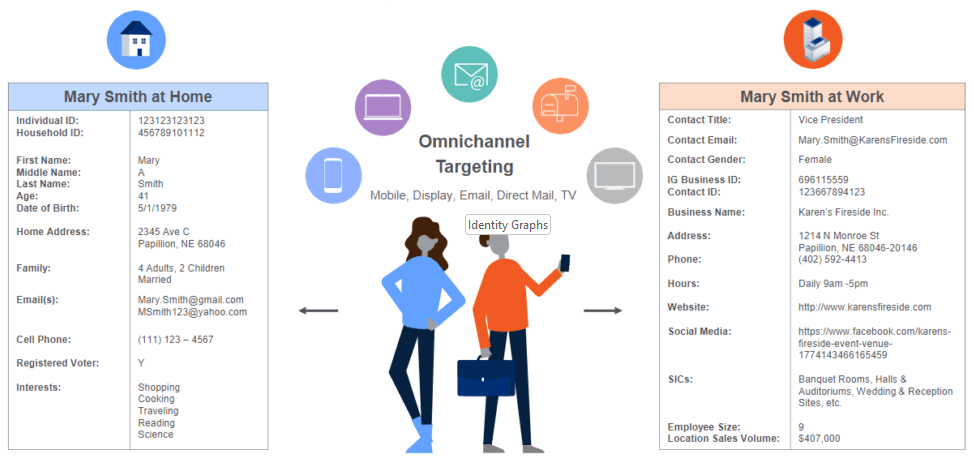 Mary Smith at Home
Individual ID: 123123123123
Household ID: 456789101112
First Name: Mary
Middle Name: A
Last Name: Smith
Age: 41
Date of Birth: 5/1/1979
Home Address: 2345 Ave C
Papillion, NE 68046
Family: 4 Adults, 2 Children
Married
Email(s): Mary.Smith@gmail.com
MSmith123@yahoo.com
Cell Phone: (111) 123 – 4567
Registered Voter: Y
Interests: Shopping
Cooking
Traveling
Reading
Science
@
Omnichannel
Targeting
Mobile, Display, Email, Direct Mail, TV
Identity Graphs
Mary Smith at Work
Contact Title: Vice President
Contact Email: Mary.Smith@KarensFireside.com
Contact Gender: Female
IG Business ID: 696115559
Contact ID: 123667894123
Business Name: Karen's Fireside Inc.
Address: 1214 N Monroe St
Papillion, NE 68046-20146
Phone: (402) 592-4413
Hours: Daily 9am -5pm
Website: http://www.karensfireside.com
Social Media: https://www.facebook.com/karens-
fireside-event-venue-
1774143466165459
SICs: Banquet Rooms, Halls &
Auditoriums, Wedding & Reception
Sites, etc.
Employee Size: 9
Location Sales Volume: $407,000